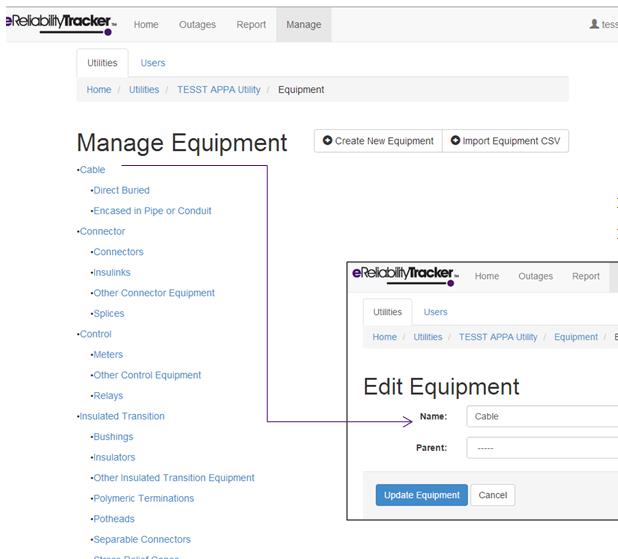 eReliabilityTracker™ Home Outages Report Manage
Utilities Users
Home / Utilities / TESST APPA Utility / Equipment
Manage Equipment
Create New Equipment Import Equipment CSV
•Cable
•Direct Buried
•Encased in Pipe or Conduit
•Connector
•Connectors
•Insulinks
•Other Connector Equipment
•Splices
•Control
•Meters
•Other Control Equipment
•Relays
•Insulated Transition
•Bushings
•Insulators
•Other Insulated Transition Equipment
•Polymeric Terminations
•Potheads
•Separable Connectors
eReliabilityTracker™ Home Outages Report
Utilities Users
Home / Utilities / TESST APPA Utility / Equipment /
Edit Equipment
Name: Cable
Parent: -----
Update Equipment Cancel